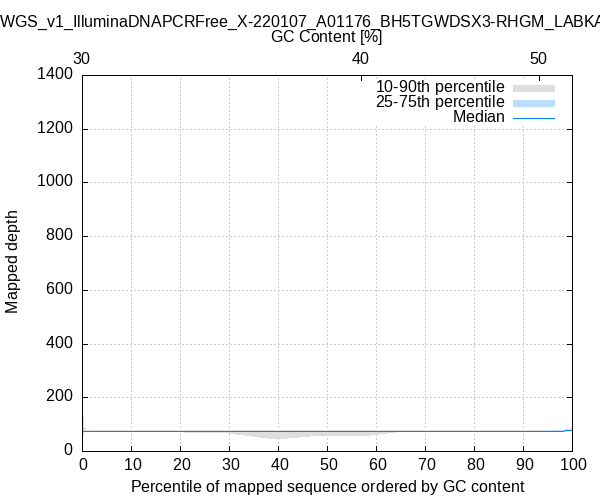 WGS_v1_IlluminaDNAPCRFree_X-220107_A01176_BH5TGWDSX3-RHGM_LABKA
GC Content [%]
30 40 50
1400
1200
1000
800
600
400
200
0
Mapped depth
10-90th percentile
25-75th percentile
Median
0 10 20 30 40 50 60 70 80 90 100
Percentile of mapped sequence ordered by GC content